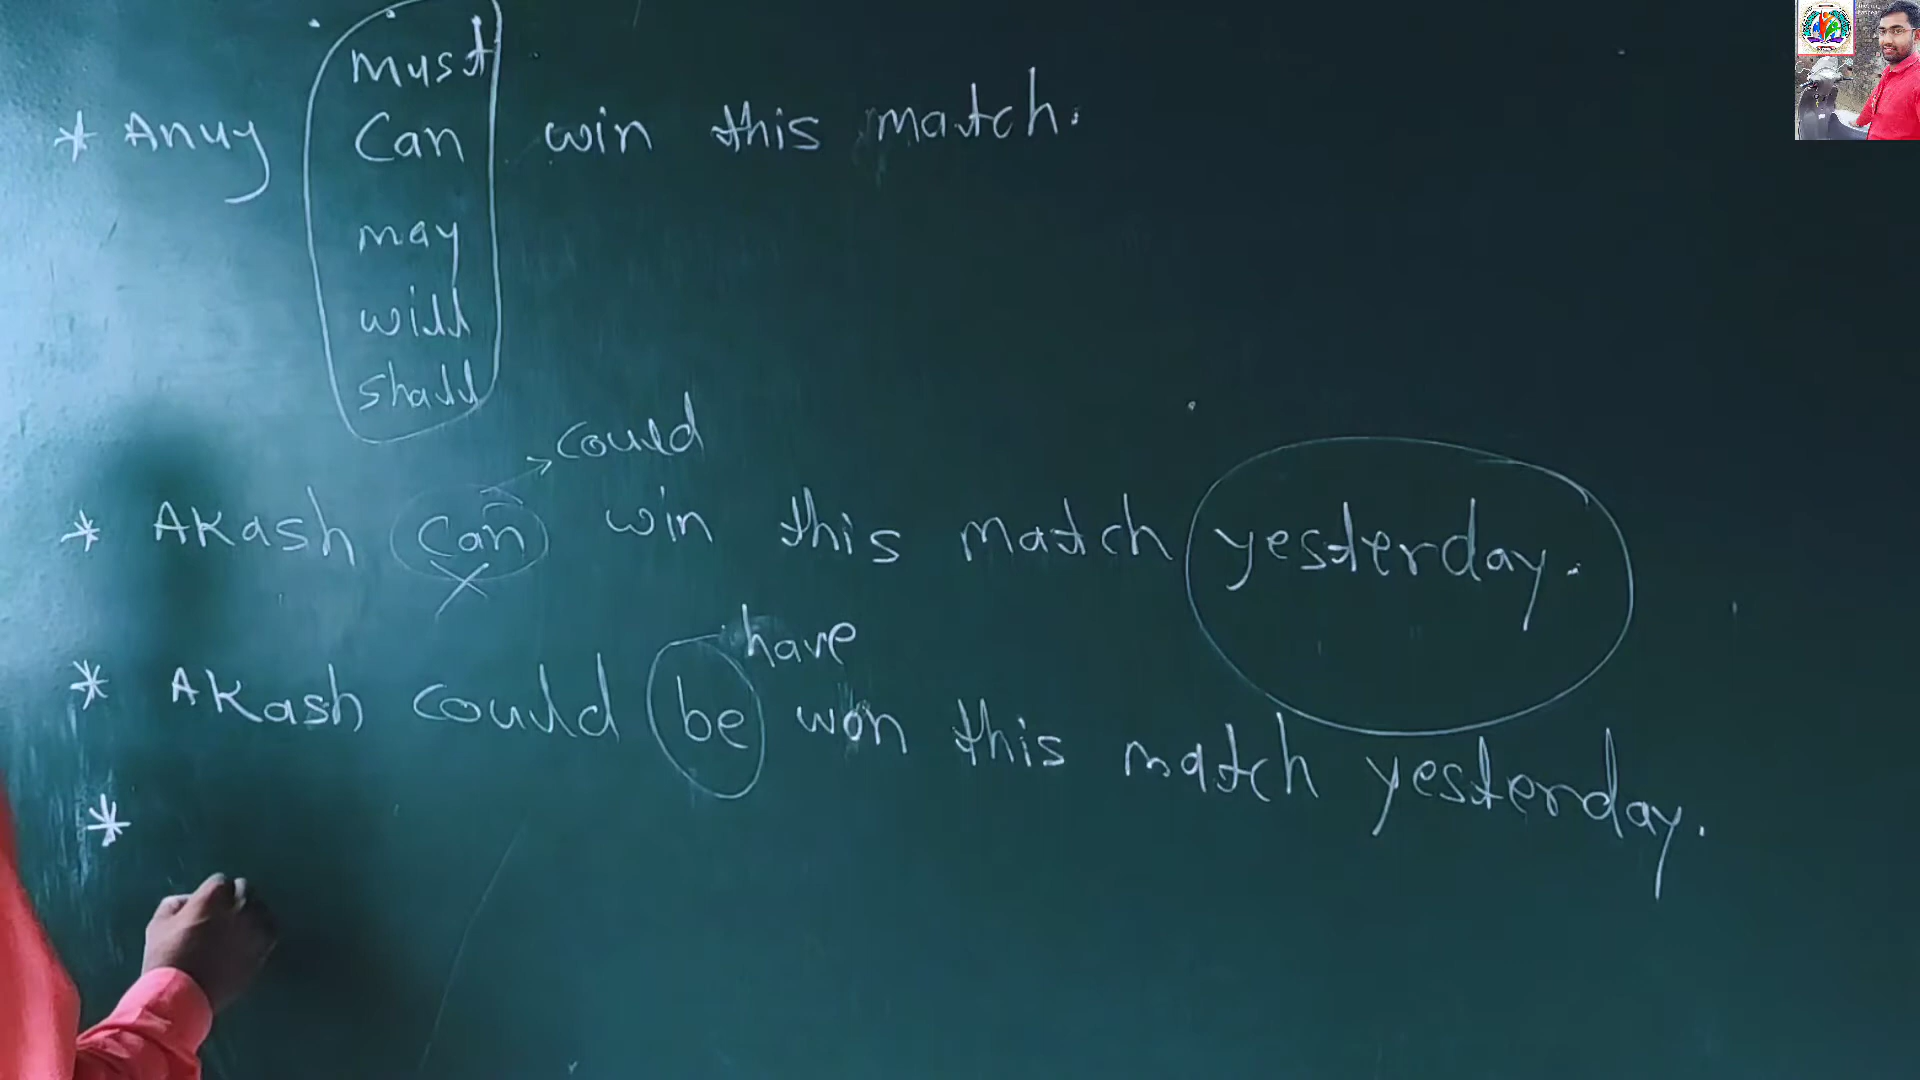 must
* Anuj can win this match.
may
will
shall
could
* Akash can win this match yesterday.
have
* Akash could be won this match yesterday.
*